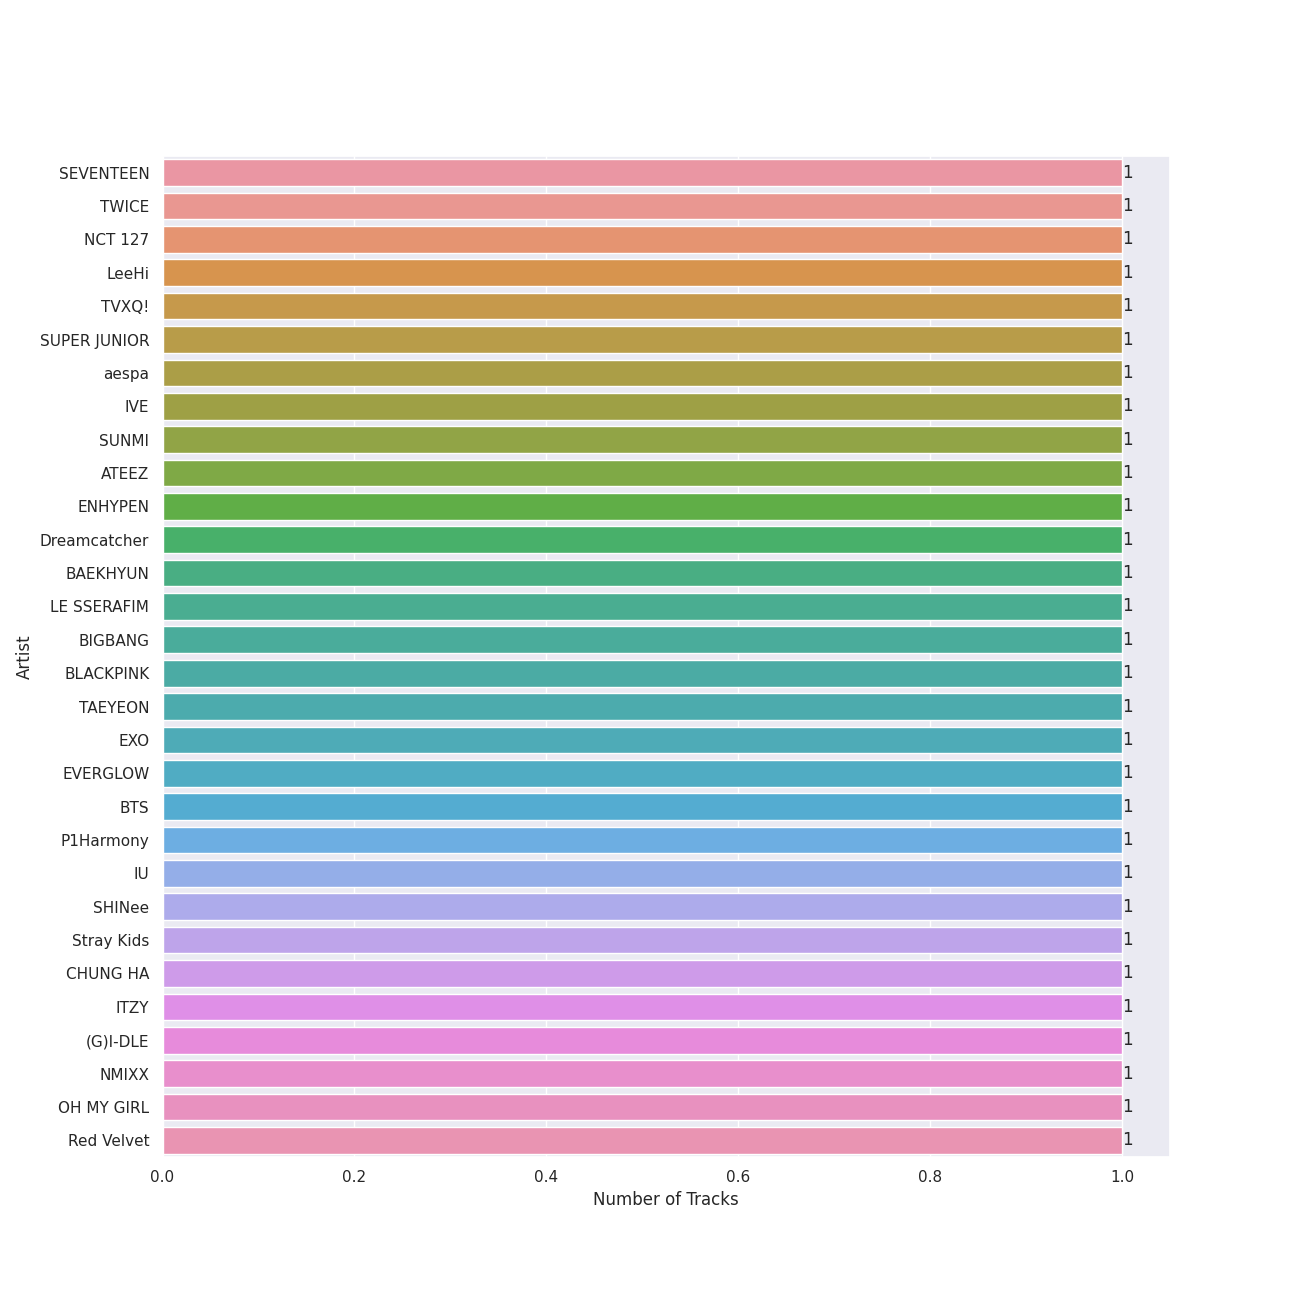 SEVENTEEN 1
TWICE 1
NCT 127 1
LeeHi 1
TVXQ! 1
SUPER JUNIOR 1
aespa 1
IVE 1
SUNMI 1
ATEEZ 1
ENHYPEN 1
Dreamcatcher 1
BAEKHYUN 1
LE SSERAFIM 1
BIGBANG 1
BLACKPINK 1
TAEYEON 1
EXO 1
EVERGLOW 1
BTS 1
P1Harmony 1
IU 1
SHINee 1
Stray Kids 1
CHUNG HA 1
ITZY 1
(G)I-DLE 1
NMIXX 1
OH MY GIRL 1
Red Velvet 1
Artist
0.0 0.2 0.4 0.6 0.8 1.0
Number of Tracks